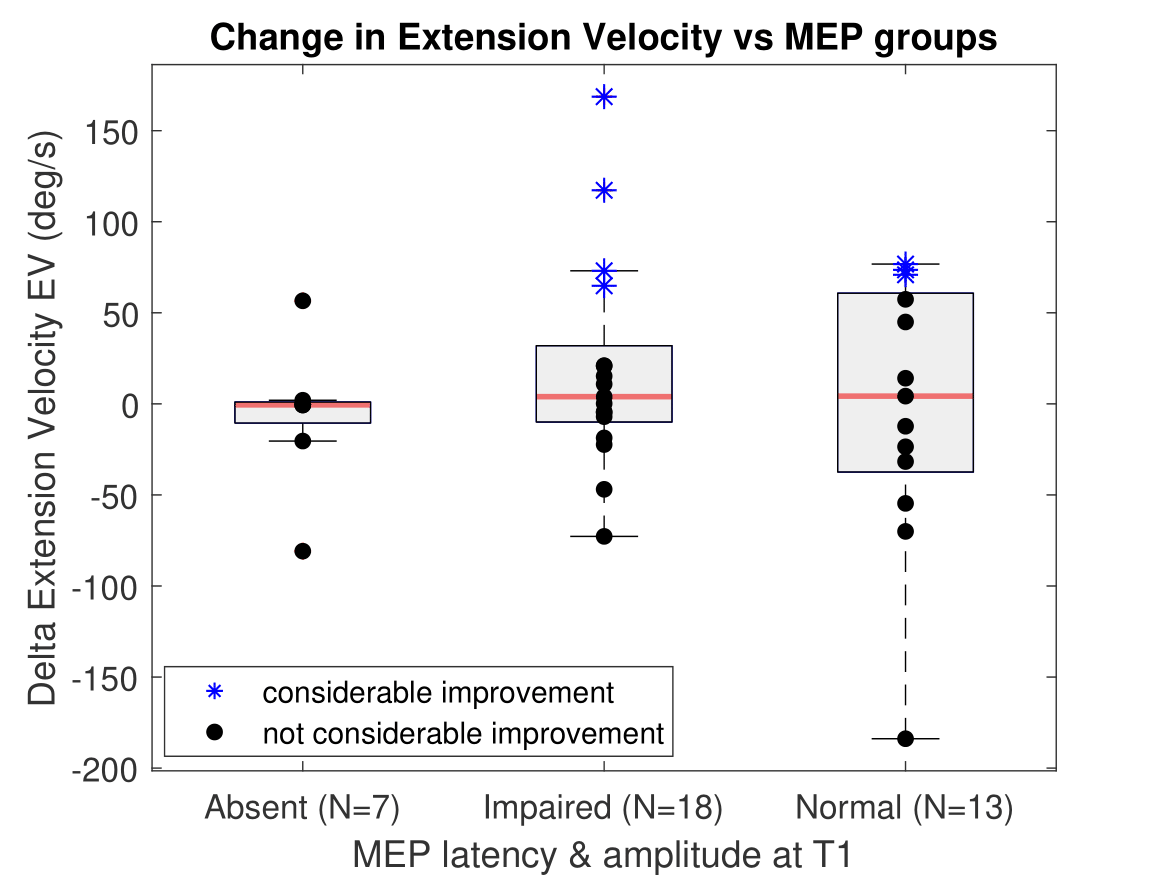 Change in Extension Velocity vs MEP groups
Delta Extension Velocity EV (deg/s)
150
100
50
0
-50
-100
-150
-200
considerable improvement
not considerable improvement
Absent (N=7)
Impaired (N=18)
Normal (N=13)
MEP latency & amplitude at T1